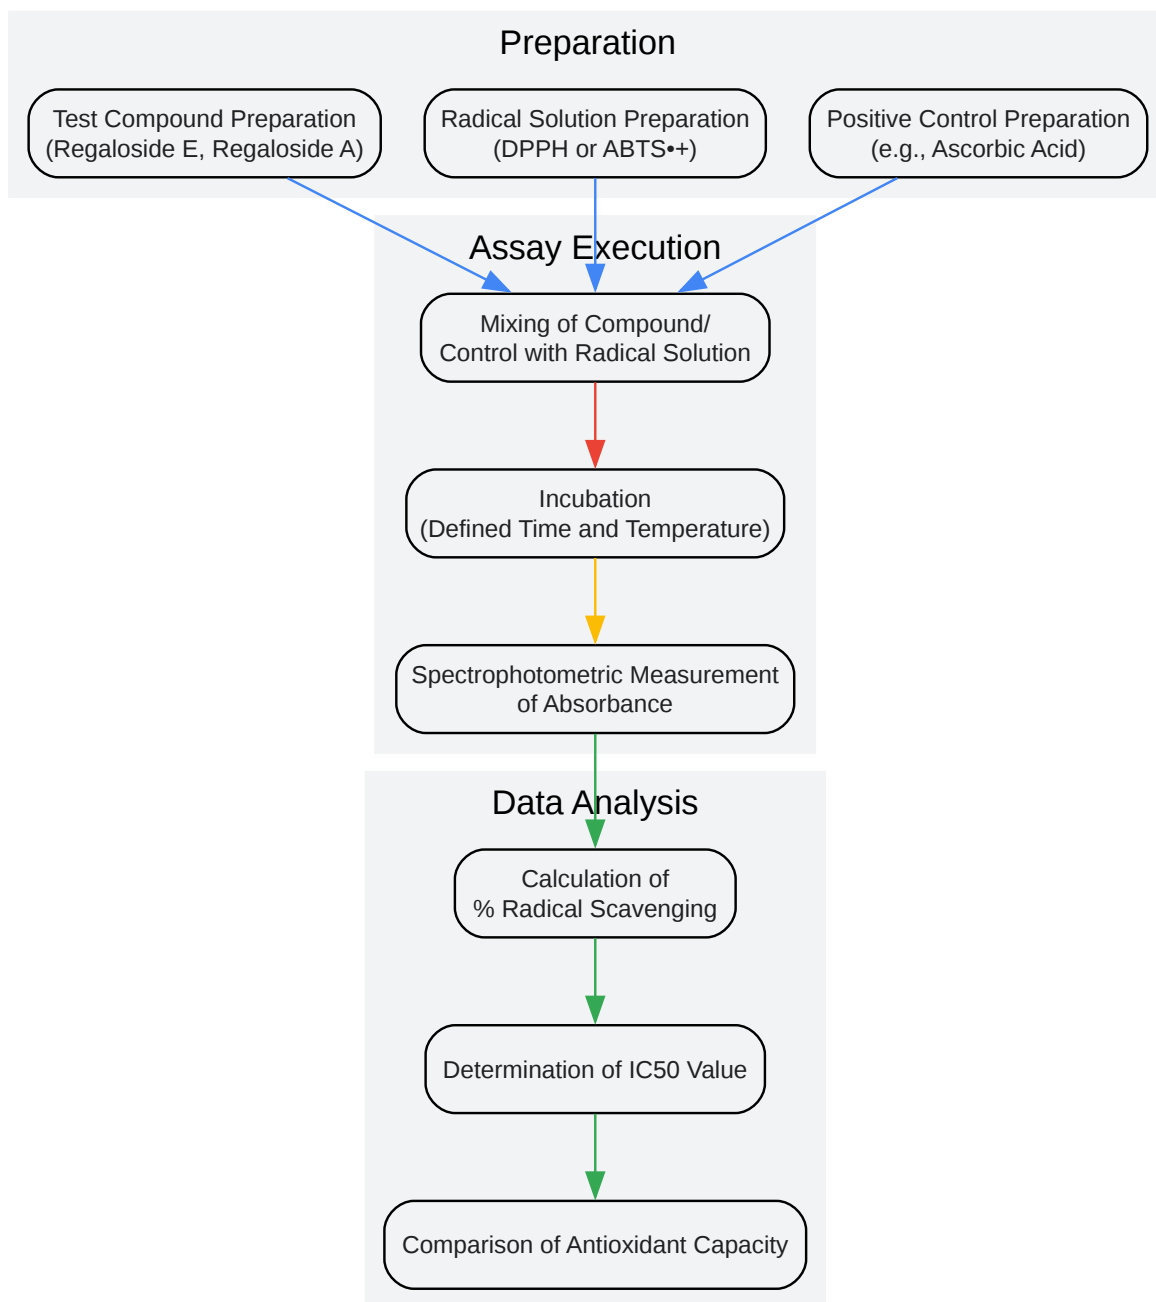 Preparation
Test Compound Preparation
(Regaloside E, Regaloside A)
Radical Solution Preparation
(DPPH or ABTS•+)
Positive Control Preparation
(e.g., Ascorbic Acid)
Assay Execution
Mixing of Compound/
Control with Radical Solution
Incubation
(Defined Time and Temperature)
Spectrophotometric Measurement
of Absorbance
Data Analysis
Calculation of
% Radical Scavenging
Determination of IC50 Value
Comparison of Antioxidant Capacity